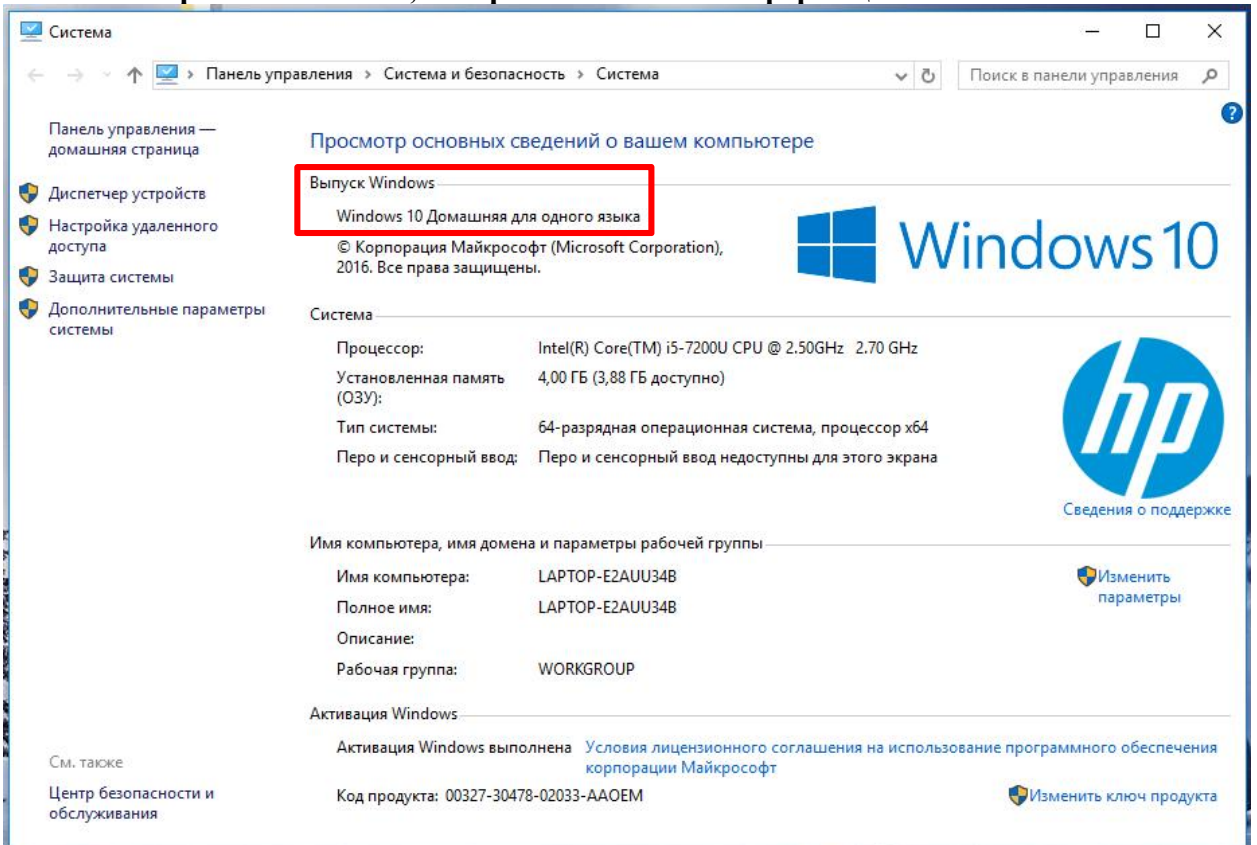 Система
Панель управления > Система и безопасность > Система
Поиск в панели управления
Панель управления —
домашняя страница
Диспетчер устройств
Настройка удаленного
доступа
Защита системы
Дополнительные параметры
системы
Просмотр основных сведений о вашем компьютере
Выпуск Windows
Windows 10 Домашняя для одного языка
© Корпорация Майкрософт (Microsoft Corporation),
2016. Все права защищены.
Windows 10
Система
Процессор: Intel(R) Core(TM) i5-7200U CPU @ 2.50GHz 2.70 GHz
Установленная память 4,00 ГБ (3,88 ГБ доступно)
(ОЗУ):
Тип системы: 64-разрядная операционная система, процессор x64
Перо и сенсорный ввод: Перо и сенсорный ввод недоступны для этого экрана
hp
Сведения о поддержке
Имя компьютера, имя домена и параметры рабочей группы
Имя компьютера: LAPTOP-E2AUU34B
Изменить
параметры
Полное имя: LAPTOP-E2AUU34B
Описание:
Рабочая группа: WORKGROUP
Активация Windows
Активация Windows выполнена Условия лицензионного соглашения на использование программного обеспечения
корпорации Майкрософт
Код продукта: 00327-30478-02033-AAOEM
Изменить ключ продукта
См. также
Центр безопасности и
обслуживания